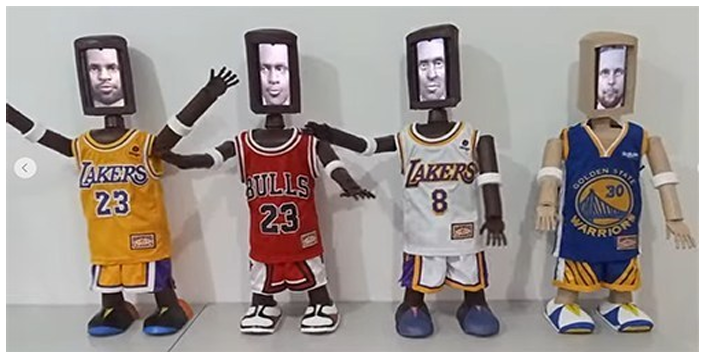 LAKERS
23
BULLS
23
LAKERS
8
GOLDEN STATE
30
WARRIORS